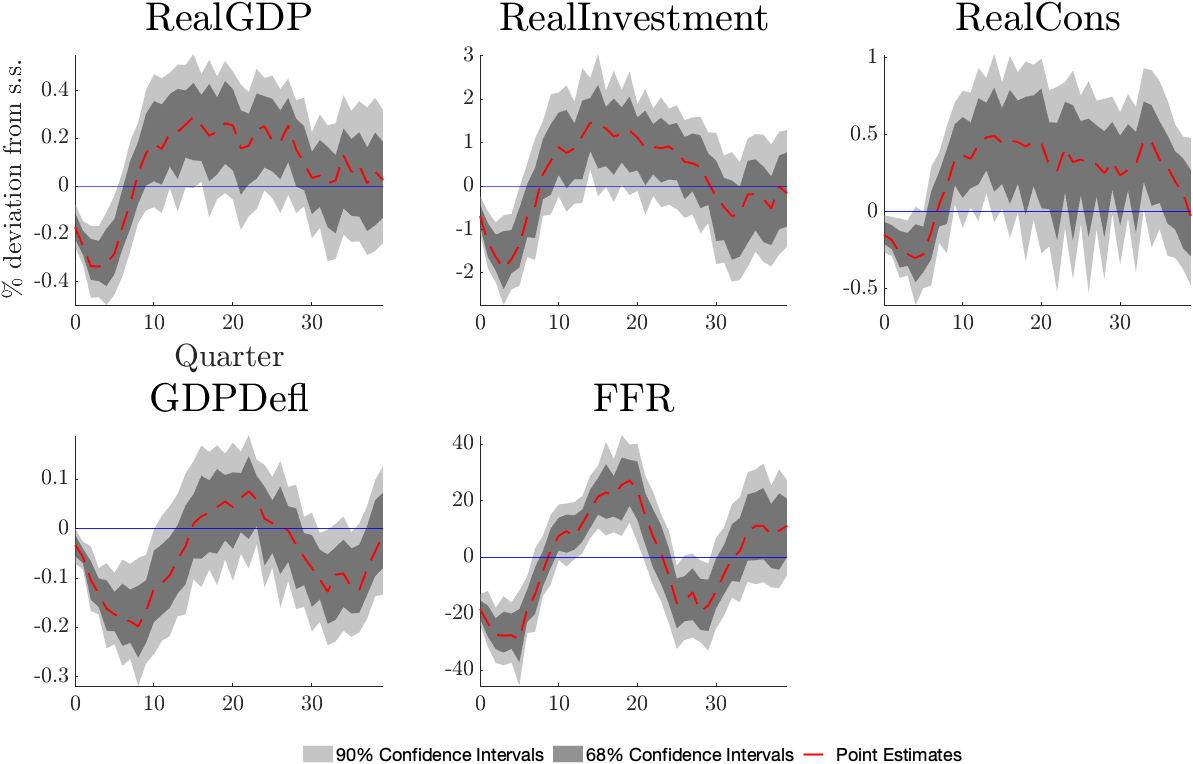 RealGDP
RealInvestment
RealCons
% deviation from s.s.
0.4
0.2
0
-0.2
-0.4
0 10 20 30
Quarter
3
2
1
0
-1
-2
0 10 20 30
1
0.5
0
-0.5
0 10 20 30
GDPDefl
FFR
0.1
0
-0.1
-0.2
-0.3
0 10 20 30
40
20
0
-20
-40
0 10 20 30
90% Confidence Intervals 68% Confidence Intervals Point Estimates